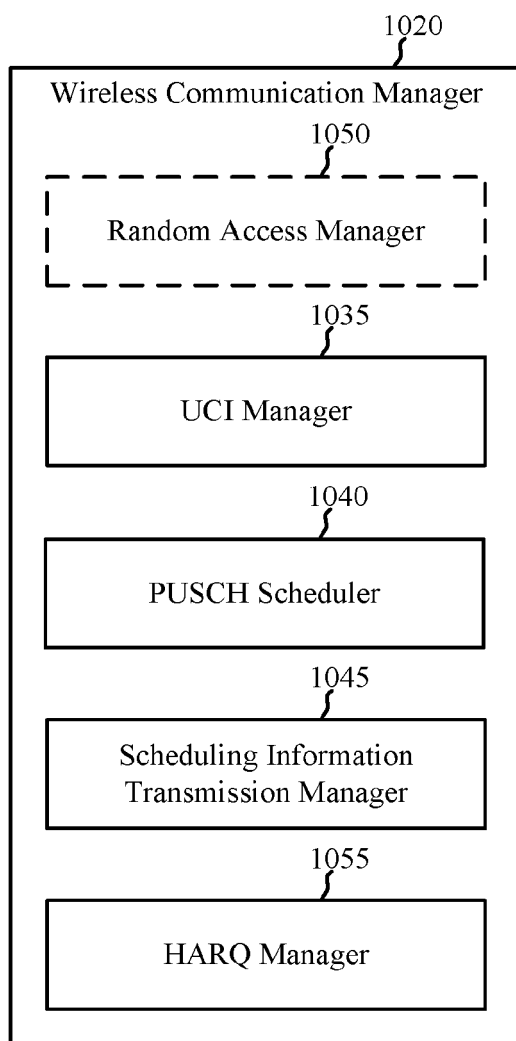 1020
Wireless Communication Manager
1050
Random Access Manager
1035
UCI Manager
1040
PUSCH Scheduler
1045
Scheduling Information
Transmission Manager
1055
HARQ Manager